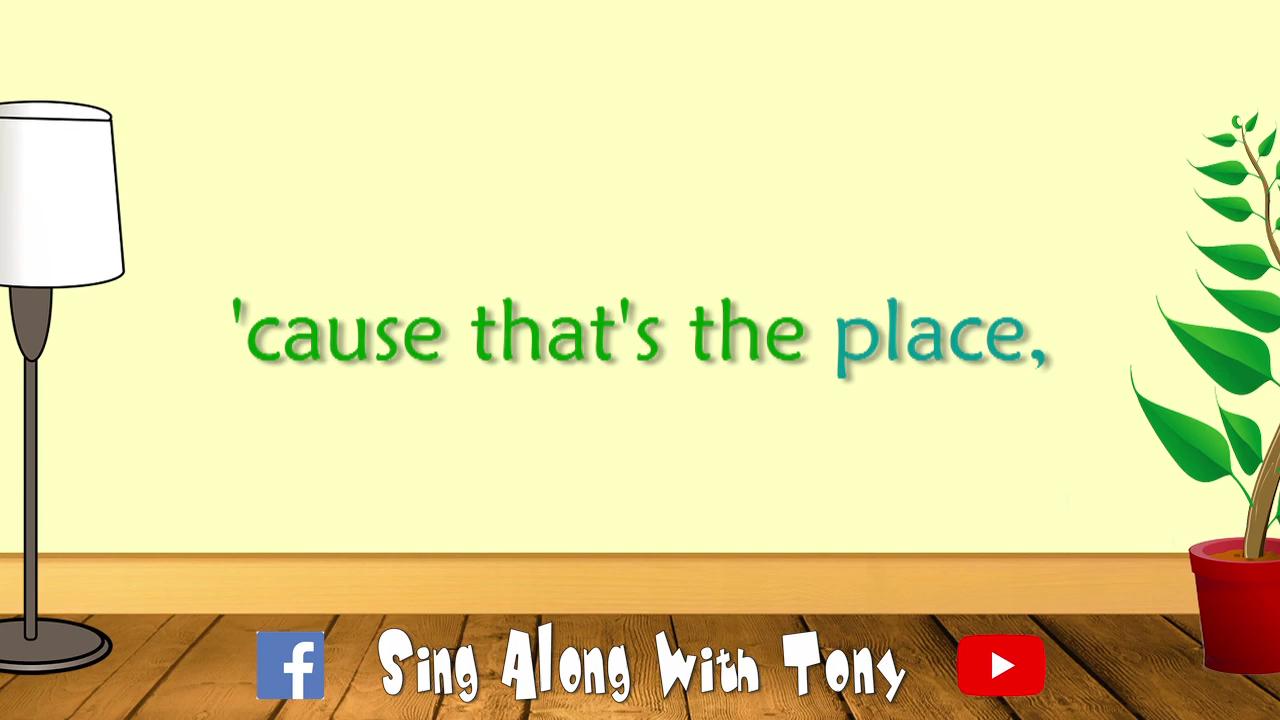 'cause that's the place,
f Sing Along With Tony